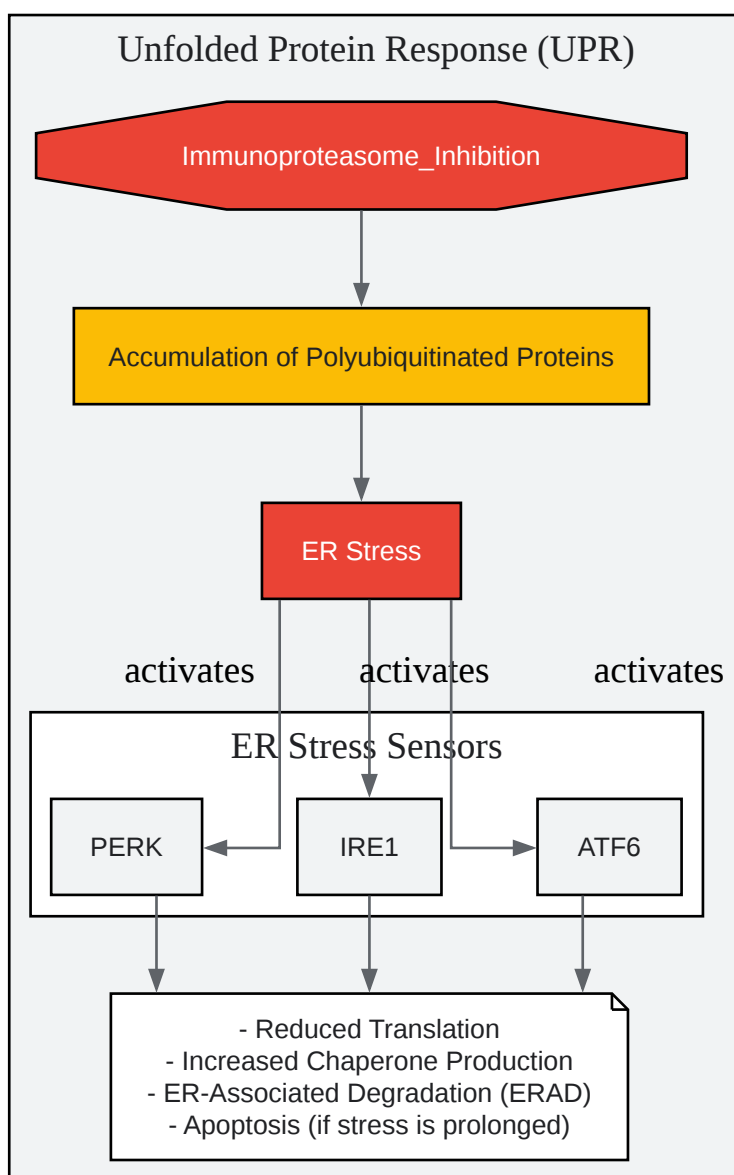 Unfolded Protein Response (UPR)
Immunoproteasome_Inhibition
Accumulation of Polyubiquitinated Proteins
ER Stress
activates
activates
activates
ER Stress Sensors
PERK
IRE1
ATF6
- Reduced Translation
- Increased Chaperone Production
- ER-Associated Degradation (ERAD)
- Apoptosis (if stress is prolonged)